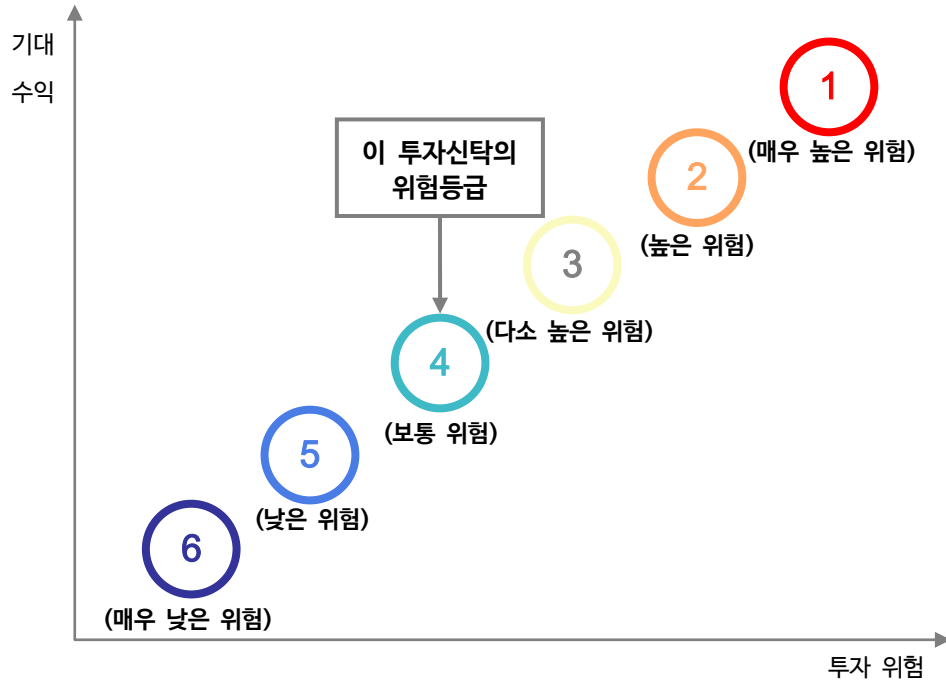 기대
수익
1
(매우 높은 위험)
이 투자신탁의
위험등급
2
(높은 위험)
3
(다소 높은 위험)
4
(보통 위험)
5
(낮은 위험)
6
(매우 낮은 위험)
투자 위험